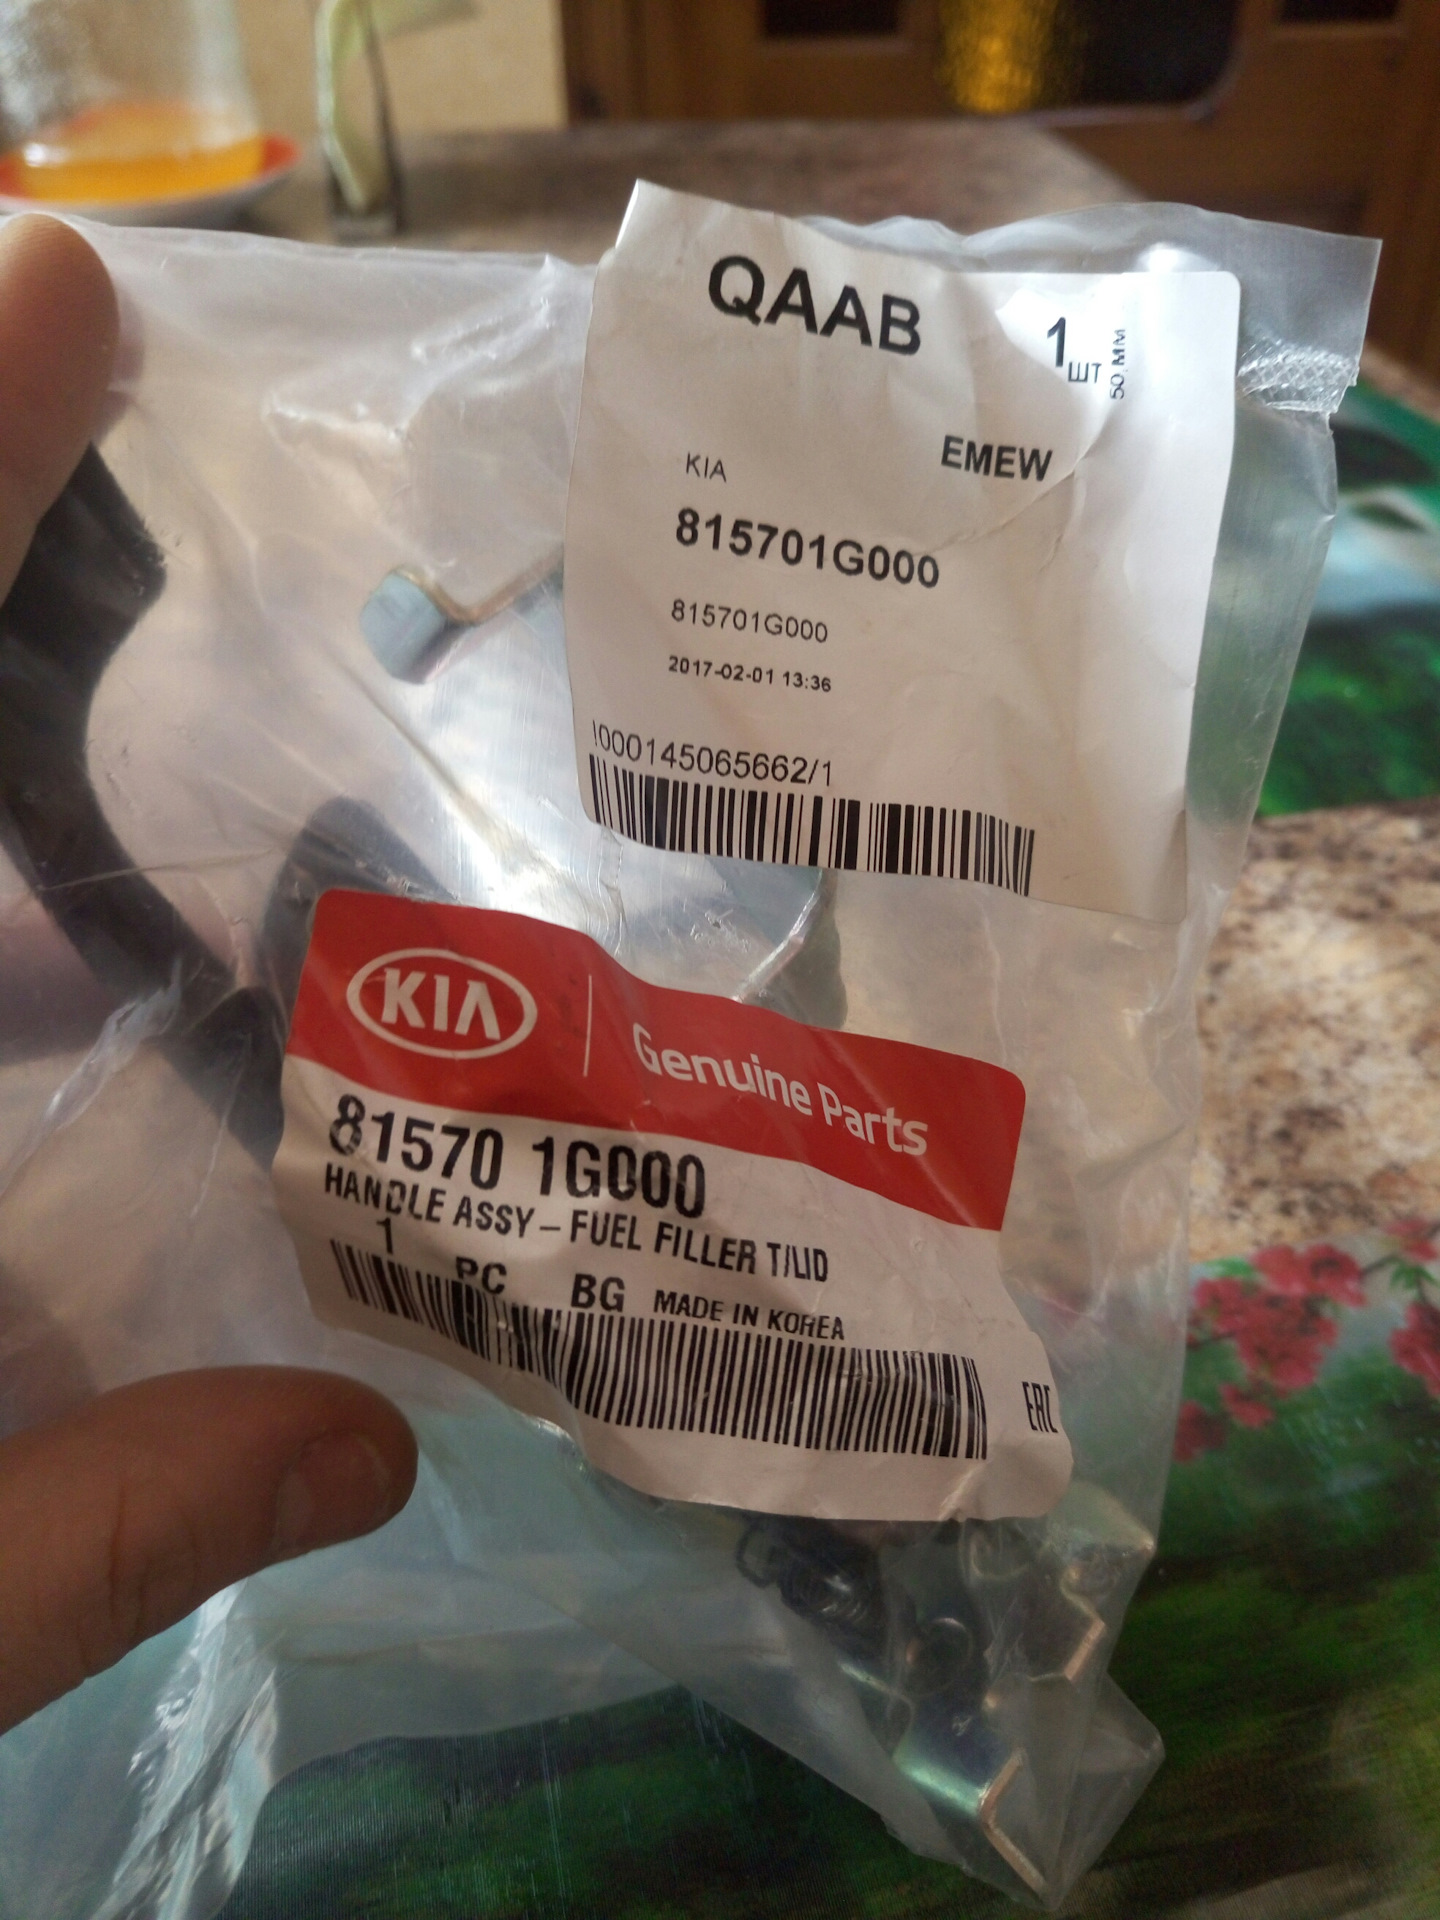 QAAB
1 шт
50 MM
EMEW
KIA
815701G000
815701G000
2017-02-01 13:36
!000145065662/1
KIA Genuine Parts
81570 1G000
HANDLE ASSY-FUEL FILLER T/LID
1 PC BG MADE IN KOREA
EAC